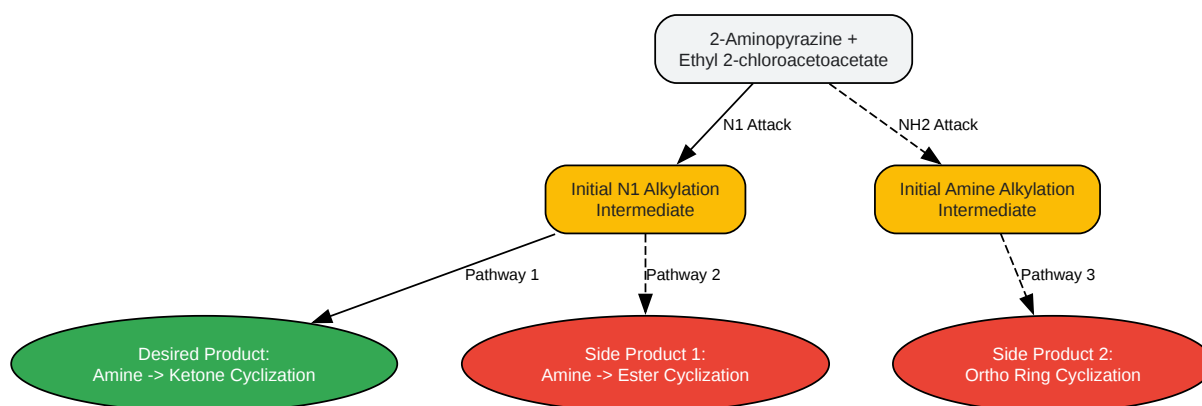 2-Aminopyrazine +
Ethyl 2-chloroacetoacetate
N1 Attack
NH2 Attack
Initial N1 Alkylation
Intermediate
Initial Amine Alkylation
Intermediate
Pathway 1
Pathway 2
Pathway 3
Desired Product:
Amine -> Ketone Cyclization
Side Product 1:
Amine -> Ester Cyclization
Side Product 2:
Ortho Ring Cyclization